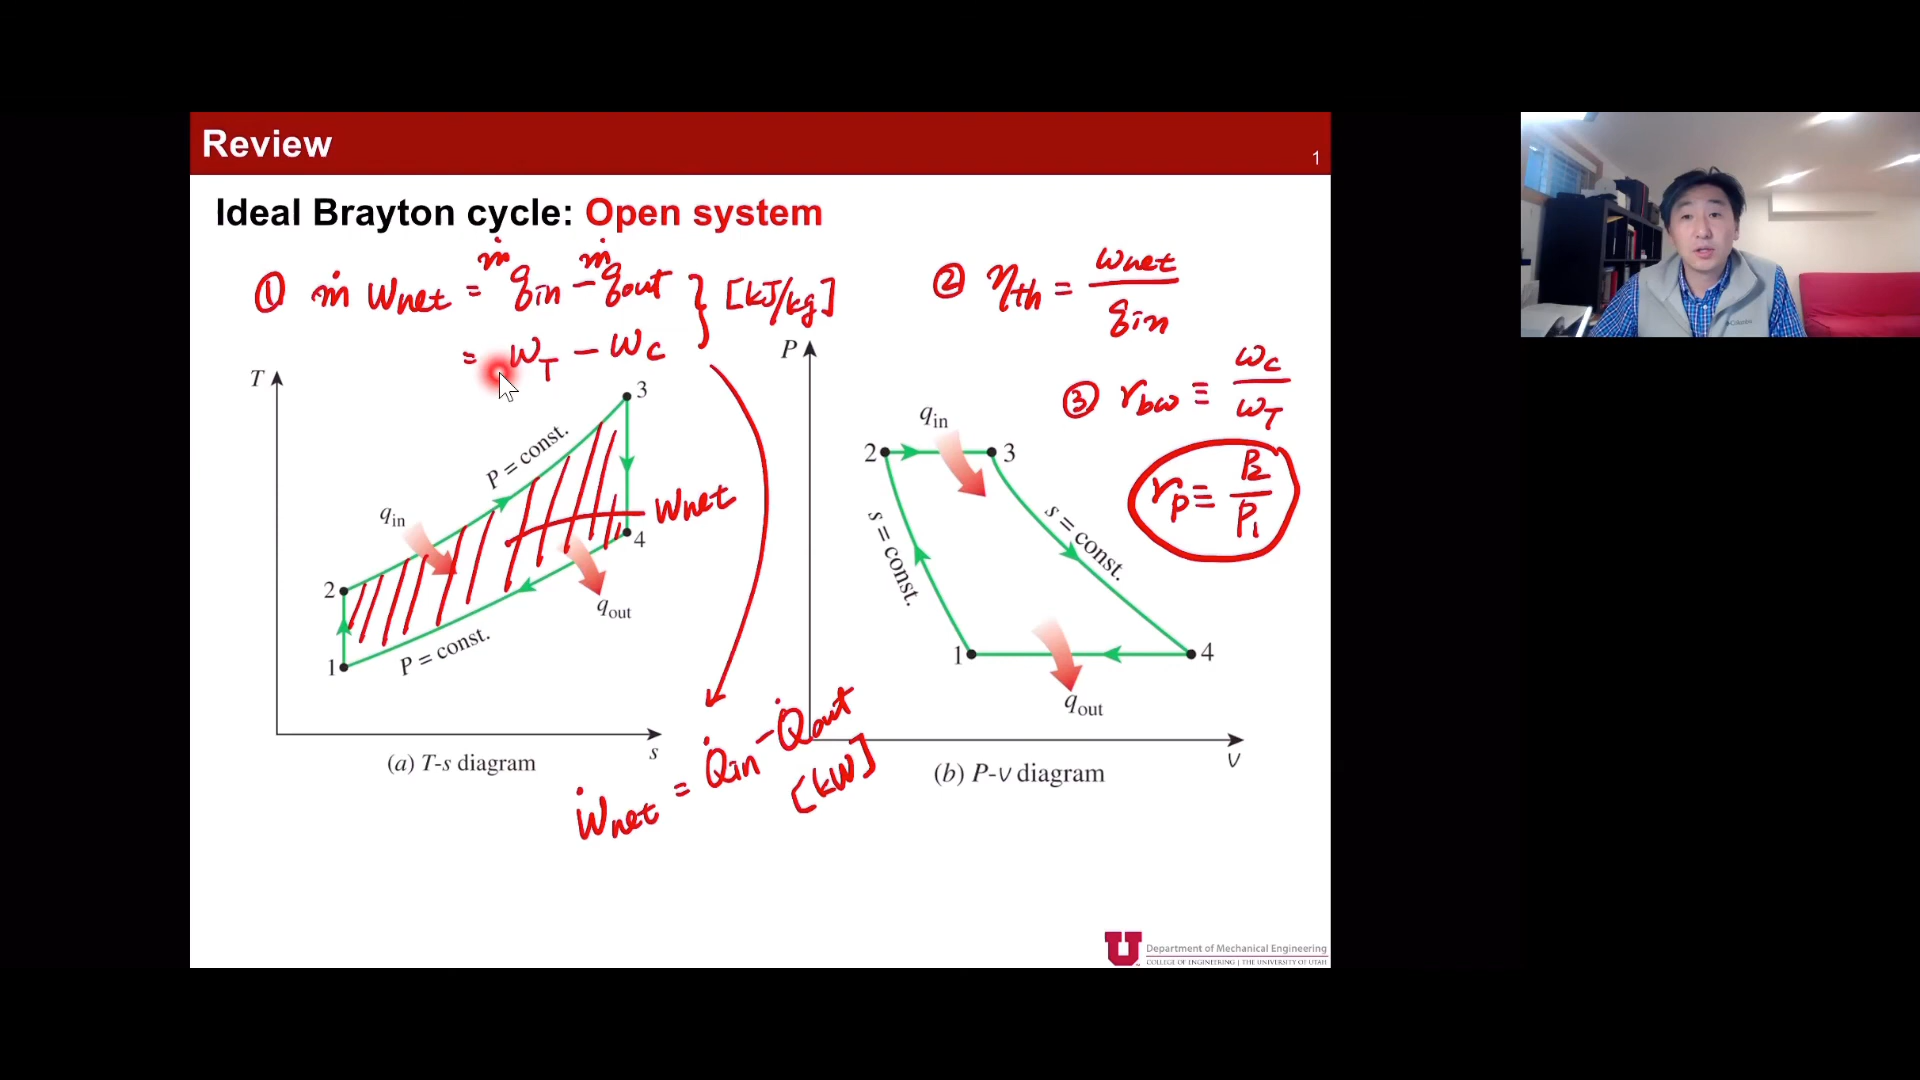 Review
1
Ideal Brayton cycle: Open system
① ṁ wnet = ṁ qin − ṁ qout } [kJ/kg]
= wT − wC
② ηth = wnet / qin
③ rbw ≡ wC / wT
rp ≡ P2 / P1
T
3
P = const.
qin
wnet
4
2
qout
1
P = const.
s
(a) T-s diagram
P
qin
2
3
s = const.
s = const.
1
4
qout
v
(b) P-v diagram
Ẇnet = Q̇in − Q̇out
[kW]
U
Department of Mechanical Engineering
COLLEGE OF ENGINEERING | THE UNIVERSITY OF UTAH
Columbia